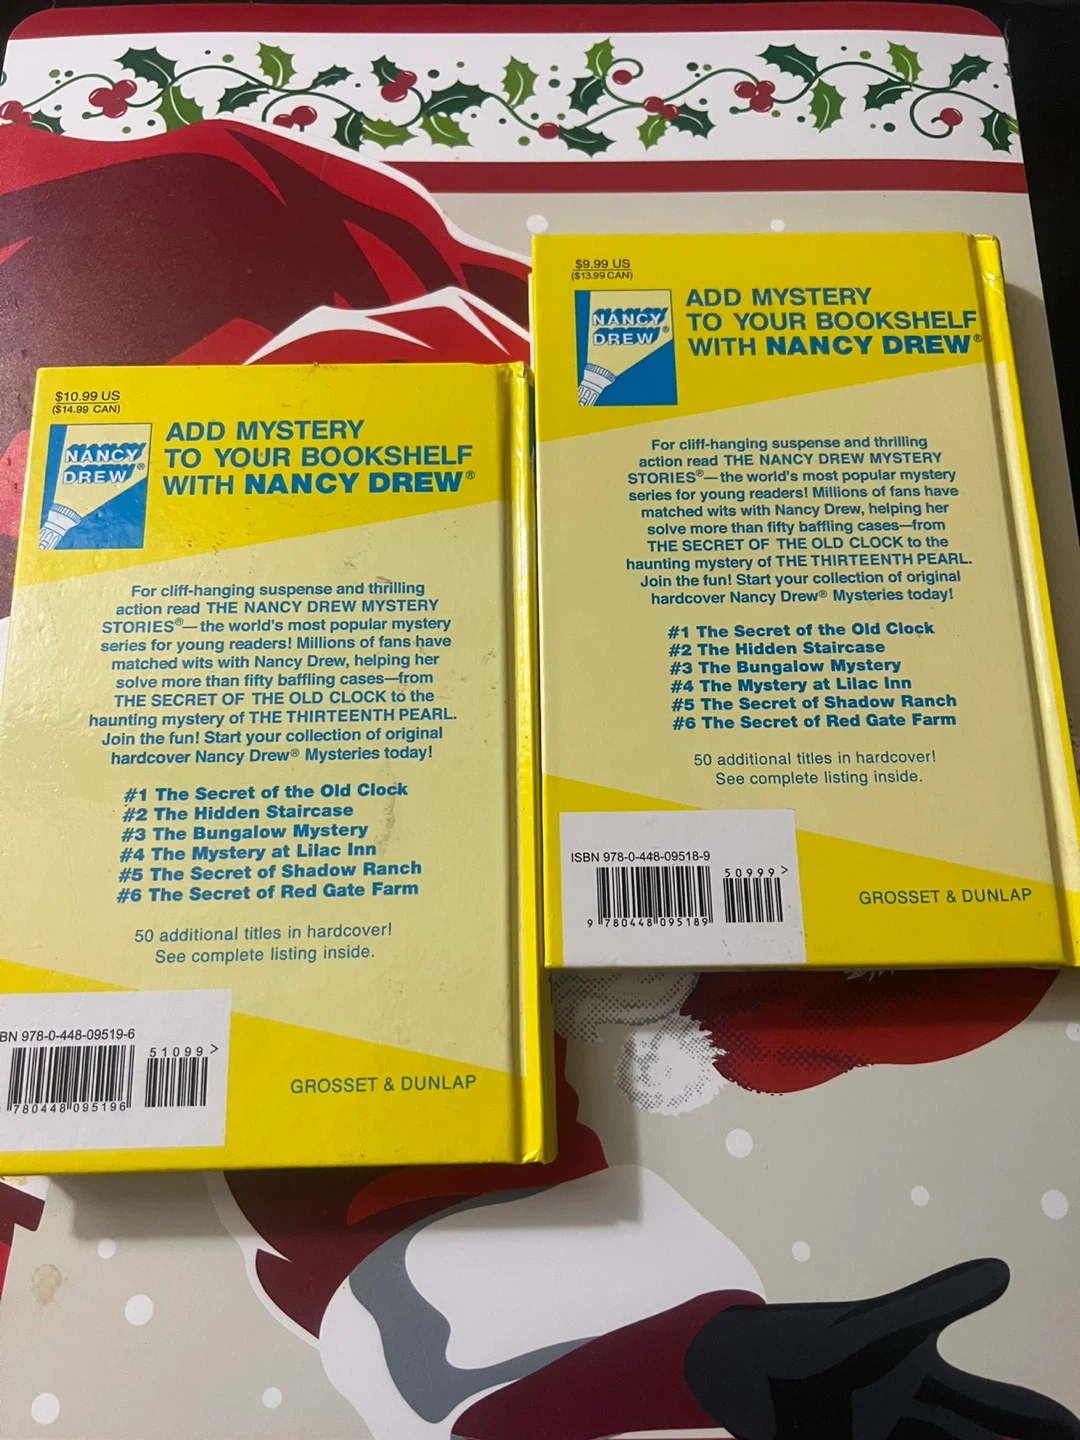 $10.99 US
($14.99 CAN)
NANCY
DREW®
ADD MYSTERY
TO YOUR BOOKSHELF
WITH NANCY DREW®
For cliff-hanging suspense and thrilling
action read THE NANCY DREW MYSTERY
STORIES®—the world's most popular mystery
series for young readers! Millions of fans have
matched wits with Nancy Drew, helping her
solve more than fifty baffling cases—from
THE SECRET OF THE OLD CLOCK to the
haunting mystery of THE THIRTEENTH PEARL.
Join the fun! Start your collection of original
hardcover Nancy Drew® Mysteries today!
#1 The Secret of the Old Clock
#2 The Hidden Staircase
#3 The Bungalow Mystery
#4 The Mystery at Lilac Inn
#5 The Secret of Shadow Ranch
#6 The Secret of Red Gate Farm
50 additional titles in hardcover!
See complete listing inside.
BN 978-0-448-09519-6
51099>
780448095196
GROSSET & DUNLAP
$9.99 US
($13.99 CAN)
NANCY
DREW®
ADD MYSTERY
TO YOUR BOOKSHELF
WITH NANCY DREW®
For cliff-hanging suspense and thrilling
action read THE NANCY DREW MYSTERY
STORIES®—the world's most popular mystery
series for young readers! Millions of fans have
matched wits with Nancy Drew, helping her
solve more than fifty baffling cases—from
THE SECRET OF THE OLD CLOCK to the
haunting mystery of THE THIRTEENTH PEARL.
Join the fun! Start your collection of original
hardcover Nancy Drew® Mysteries today!
#1 The Secret of the Old Clock
#2 The Hidden Staircase
#3 The Bungalow Mystery
#4 The Mystery at Lilac Inn
#5 The Secret of Shadow Ranch
#6 The Secret of Red Gate Farm
50 additional titles in hardcover!
See complete listing inside.
ISBN 978-0-448-09518-9
50999>
9 780448 095189
GROSSET & DUNLAP